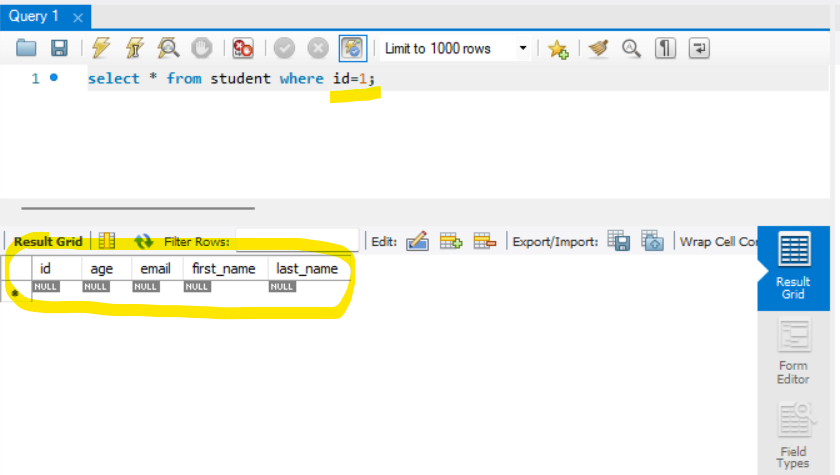 Query 1
Limit to 1000 rows
1 select * from student where id=1;
Result Grid Filter Rows: Edit: Export/Import: Wrap Cell Co
id age email first_name last_name
NULL NULL NULL NULL NULL
Result
Grid
Form
Editor
Field
Types